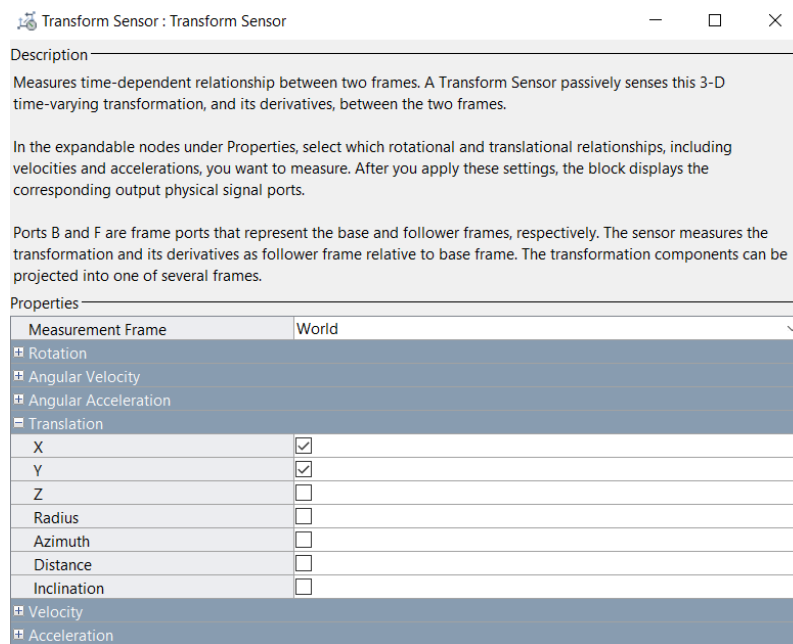 Transform Sensor : Transform Sensor
Description
Measures time-dependent relationship between two frames. A Transform Sensor passively senses this 3-D
time-varying transformation, and its derivatives, between the two frames.
In the expandable nodes under Properties, select which rotational and translational relationships, including
velocities and accelerations, you want to measure. After you apply these settings, the block displays the
corresponding output physical signal ports.
Ports B and F are frame ports that represent the base and follower frames, respectively. The sensor measures the
transformation and its derivatives as follower frame relative to base frame. The transformation components can be
projected into one of several frames.
Properties
Measurement Frame World
Rotation
Angular Velocity
Angular Acceleration
Translation
X
Y
Z
Radius
Azimuth
Distance
Inclination
Velocity
Acceleration